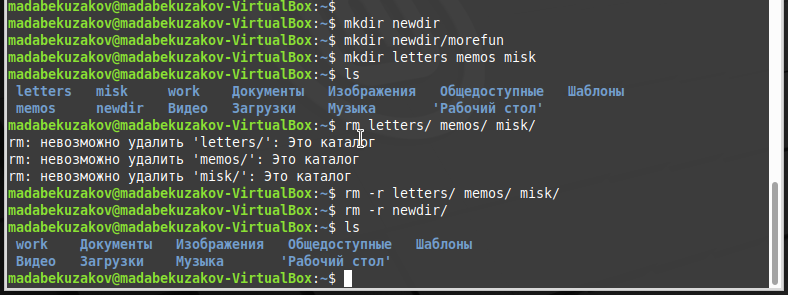 madabekuzakov@madabekuzakov-VirtualBox:~$
madabekuzakov@madabekuzakov-VirtualBox:~$ mkdir newdir
madabekuzakov@madabekuzakov-VirtualBox:~$ mkdir newdir/morefun
madabekuzakov@madabekuzakov-VirtualBox:~$ mkdir letters memos misk
madabekuzakov@madabekuzakov-VirtualBox:~$ ls
letters misk work Документы Изображения Общедоступные Шаблоны
memos newdir Видео Загрузки Музыка 'Рабочий стол'
madabekuzakov@madabekuzakov-VirtualBox:~$ rm letters/ memos/ misk/
rm: невозможно удалить 'letters/': Это каталог
rm: невозможно удалить 'memos/': Это каталог
rm: невозможно удалить 'misk/': Это каталог
madabekuzakov@madabekuzakov-VirtualBox:~$ rm -r letters/ memos/ misk/
madabekuzakov@madabekuzakov-VirtualBox:~$ rm -r newdir/
madabekuzakov@madabekuzakov-VirtualBox:~$ ls
work Документы Изображения Общедоступные Шаблоны
Видео Загрузки Музыка 'Рабочий стол'
madabekuzakov@madabekuzakov-VirtualBox:~$